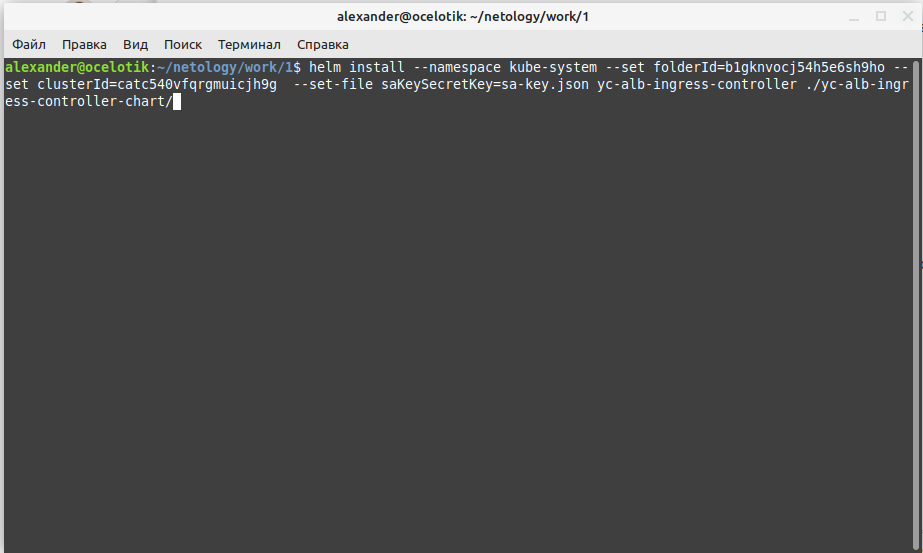 alexander@ocelotik: ~/netology/work/1
Файл Правка Вид Поиск Терминал Справка
alexander@ocelotik:~/netology/work/1$ helm install --namespace kube-system --set folderId=b1gknvocj54h5e6sh9ho --
set clusterId=catc540vfqrgmuicjh9g  --set-file saKeySecretKey=sa-key.json yc-alb-ingress-controller ./yc-alb-ingr
ess-controller-chart/